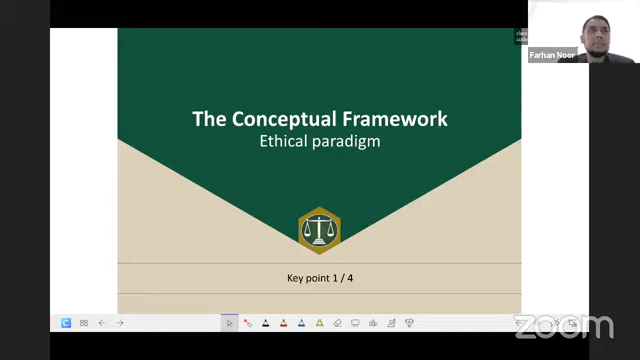 Farhan Noor
The Conceptual Framework
Ethical paradigm
Key point 1 / 4
zoom